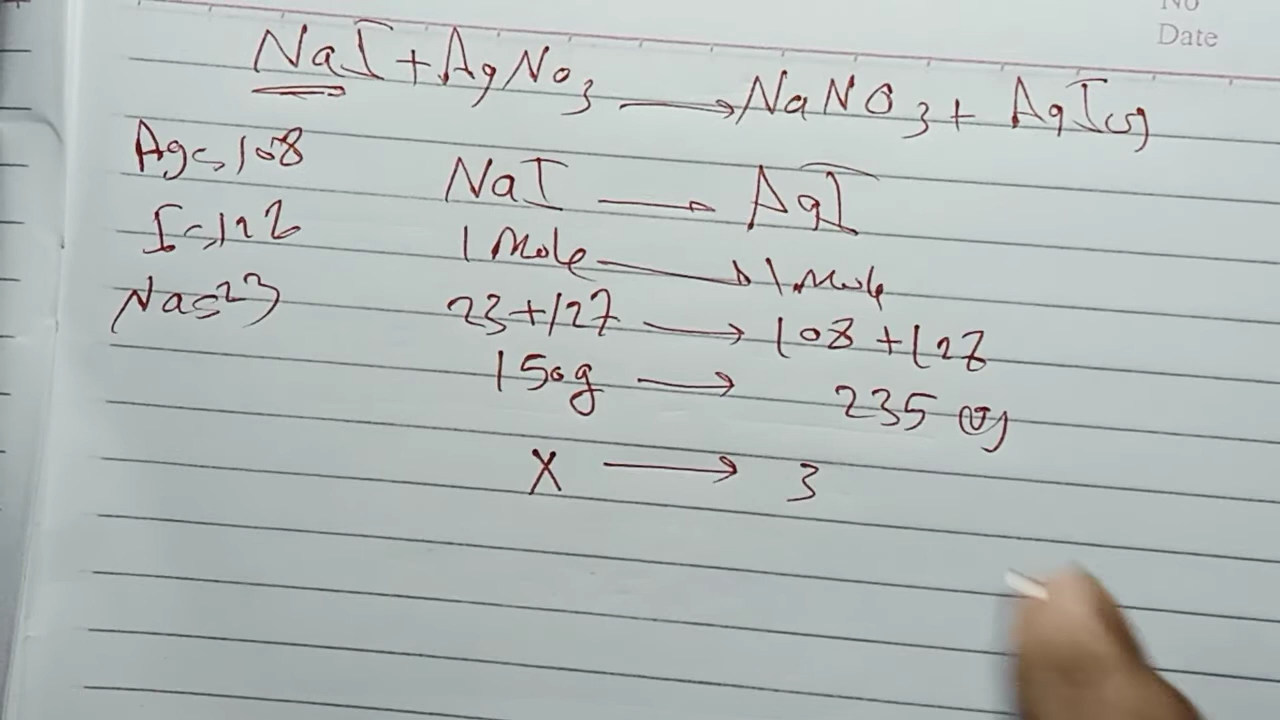 No
Date
NaI + AgNO3 → NaNO3 + AgI(s)
Ag = 108
NaI → AgI
I = 127
1 Mole → 1 Mole
Na = 23
23 + 127 → 108 + 127
150g → 235 g
X → 3